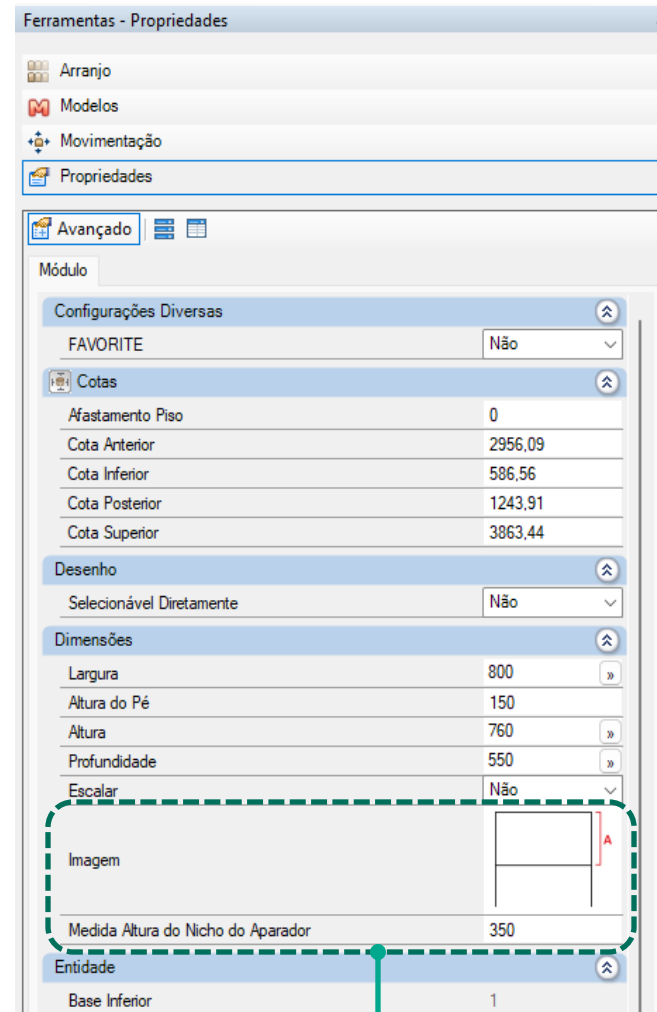 Ferramentas - Propriedades
Arranjo
Modelos
Movimentação
Propriedades
Avançado
Módulo
Configurações Diversas
FAVORITE Não
Cotas
Afastamento Piso 0
Cota Anterior 2956,09
Cota Inferior 586,56
Cota Posterior 1243,91
Cota Superior 3863,44
Desenho
Selecionável Diretamente Não
Dimensões
Largura 800 »
Altura do Pé 150
Altura 760 »
Profundidade 550 »
Escalar Não
Imagem A
Medida Altura do Nicho do Aparador 350
Entidade
Base Inferior 1